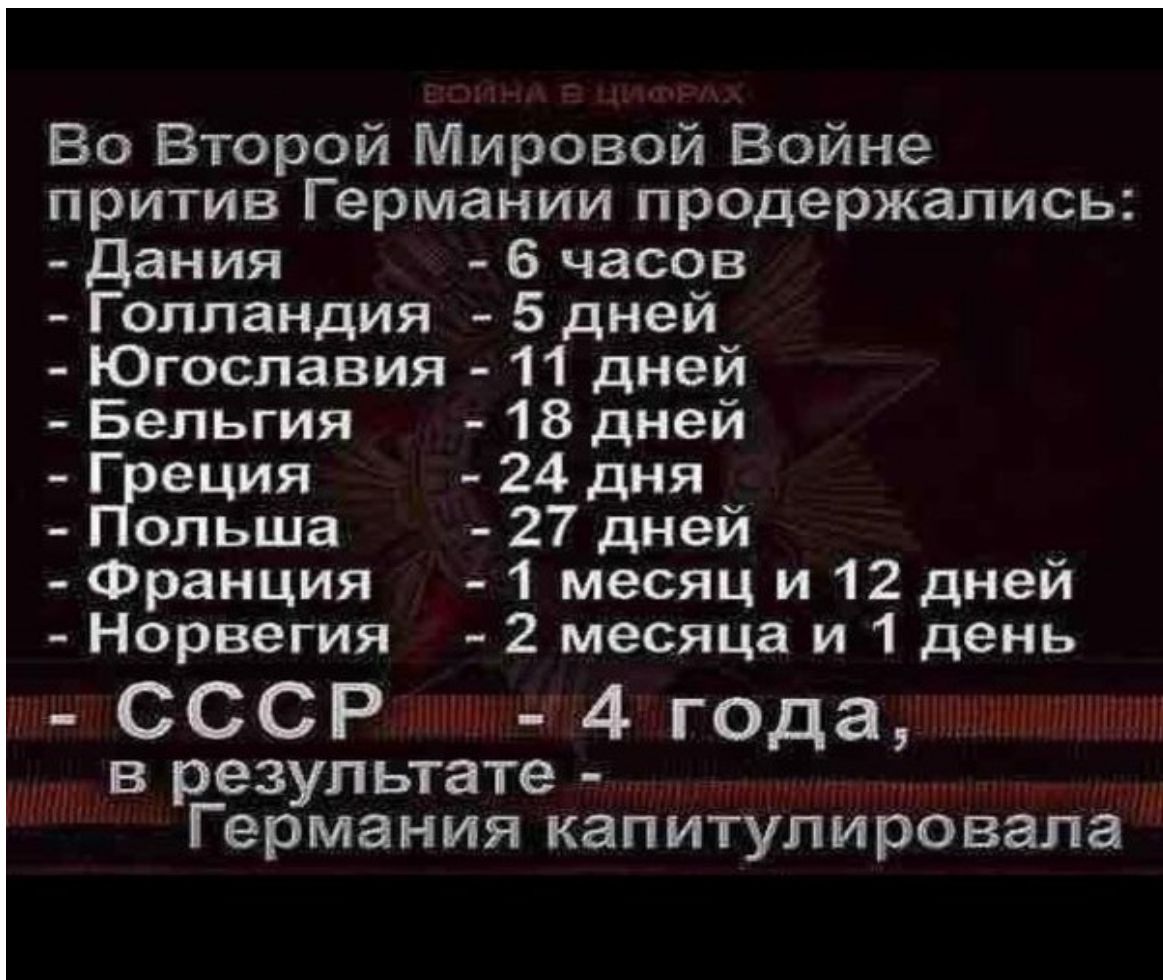 ВОЙНА В ЦИФРАХ
Во Второй Мировой Войне
притив Германии продержались:
- Дания - 6 часов
- Голландия - 5 дней
- Югославия - 11 дней
- Бельгия - 18 дней
- Греция - 24 дня
- Польша - 27 дней
- Франция - 1 месяц и 12 дней
- Норвегия - 2 месяца и 1 день
- СССР - 4 года,
в результате -
Германия капитулировала